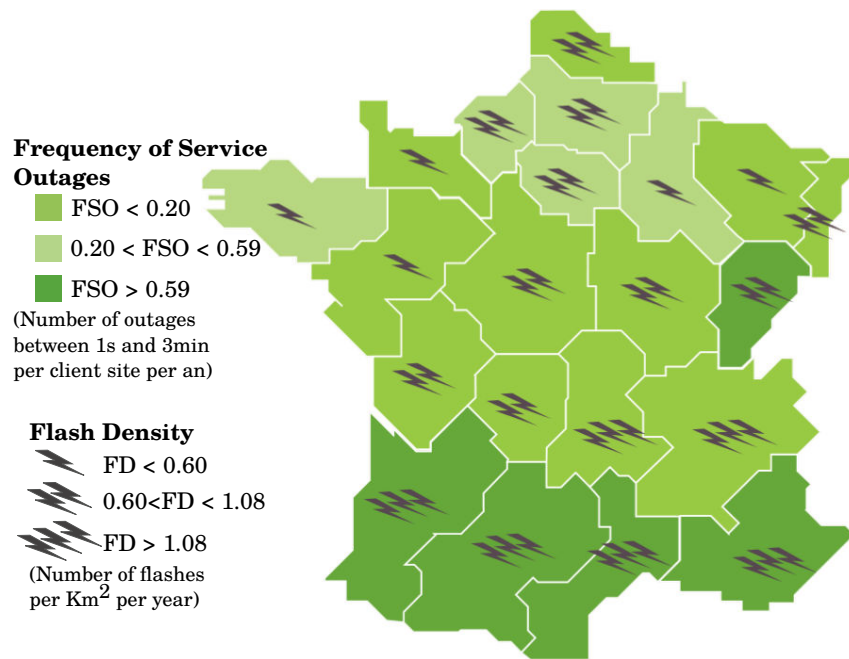 Frequency of Service
Outages
FSO < 0.20
0.20 < FSO < 0.59
FSO > 0.59
(Number of outages
between 1s and 3min
per client site per an)
Flash Density
FD < 0.60
0.60<FD < 1.08
FD > 1.08
(Number of flashes
per Km² per year)